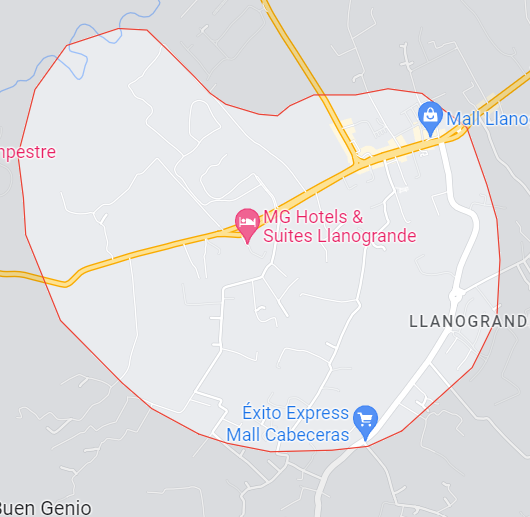 Mall Llano
mpestre
MG Hotels &
Suites Llanogrande
LLANOGRAND
Éxito Express
Mall Cabeceras
Buen Genio